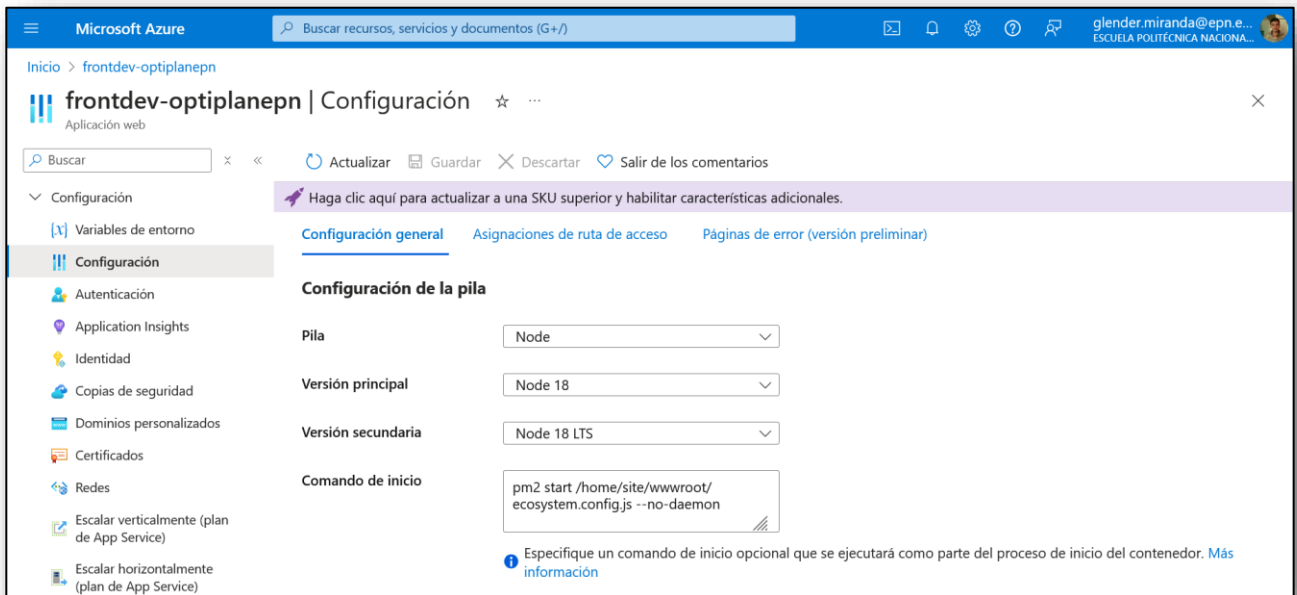 Microsoft Azure
Buscar recursos, servicios y documentos (G+/)
glender.miranda@epn.e...
ESCUELA POLITÉCNICA NACIONA...
Inicio > frontdev-optiplanepn
frontdev-optiplanepn | Configuración
Aplicación web
Buscar
Actualizar Guardar Descartar Salir de los comentarios
Haga clic aquí para actualizar a una SKU superior y habilitar características adicionales.
Configuración
Variables de entorno
Configuración
Autenticación
Application Insights
Identidad
Copias de seguridad
Dominios personalizados
Certificados
Redes
Escalar verticalmente (plan
de App Service)
Escalar horizontalmente
(plan de App Service)
Configuración general Asignaciones de ruta de acceso Páginas de error (versión preliminar)
Configuración de la pila
Pila Node
Versión principal Node 18
Versión secundaria Node 18 LTS
Comando de inicio pm2 start /home/site/wwwroot/
ecosystem.config.js --no-daemon
Especifique un comando de inicio opcional que se ejecutará como parte del proceso de inicio del contenedor. Más
información